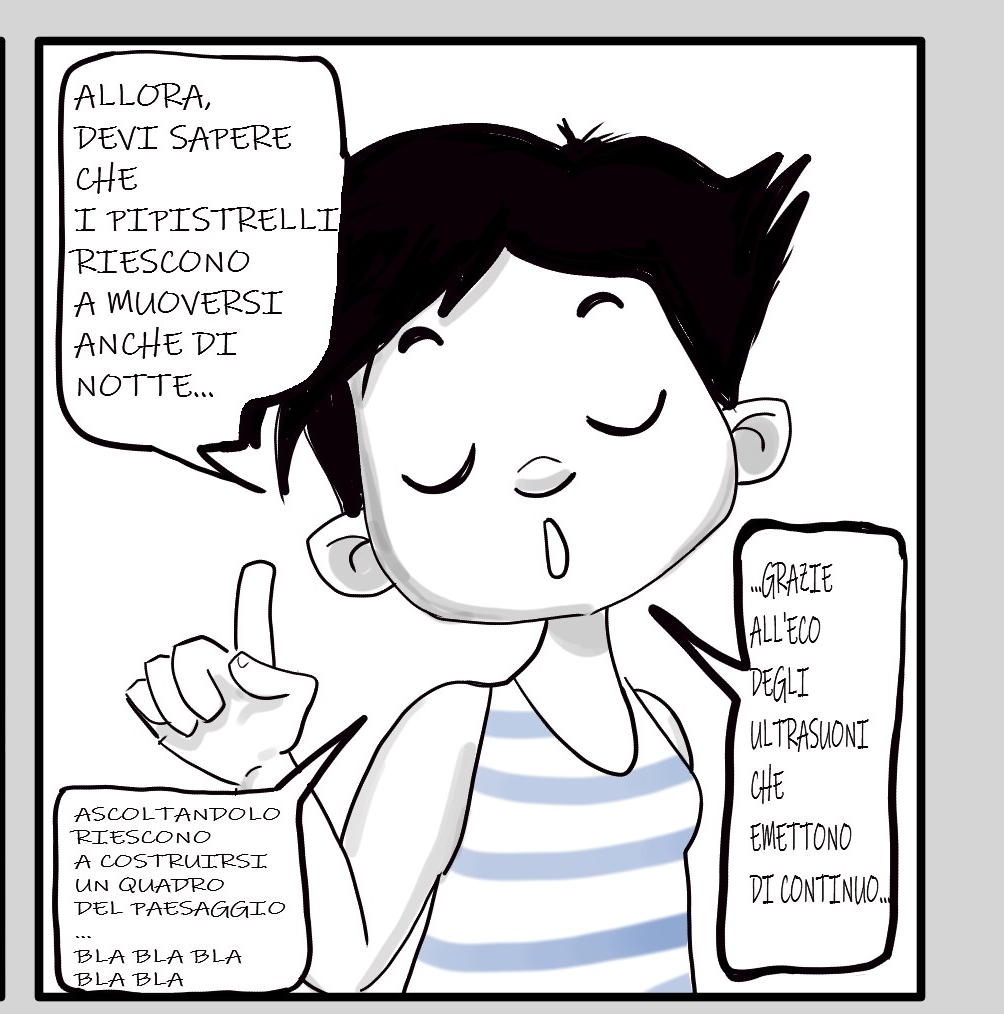 ALLORA,
DEVI SAPERE
CHE
I PIPISTRELLI
RIESCONO
A MUOVERSI
ANCHE DI
NOTTE...
...GRAZIE
ALL'ECO
DEGLI
ULTRASUONI
CHE
EMETTONO
DI CONTINUO...
ASCOLTANDOLO
RIESCONO
A COSTRUIRSI
UN QUADRO
DEL PAESAGGIO
...
BLA BLA BLA
BLA BLA